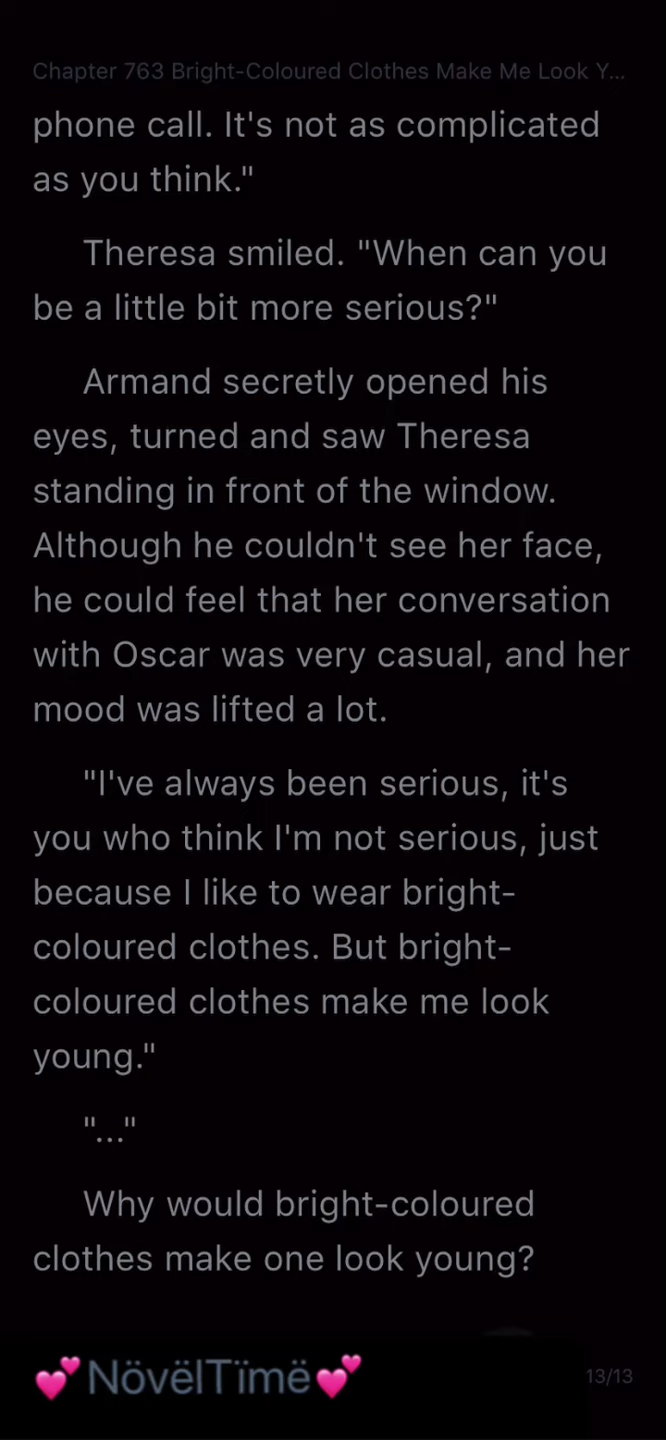 Chapter 763 Bright-Coloured Clothes Make Me Look Y...
phone call. It's not as complicated
as you think."
Theresa smiled. "When can you
be a little bit more serious?"
Armand secretly opened his
eyes, turned and saw Theresa
standing in front of the window.
Although he couldn't see her face,
he could feel that her conversation
with Oscar was very casual, and her
mood was lifted a lot.
"I've always been serious, it's
you who think I'm not serious, just
because I like to wear bright-
coloured clothes. But bright-
coloured clothes make me look
young."
"..."
Why would bright-coloured
clothes make one look young?
💕NövëlTïmë💕
13/13